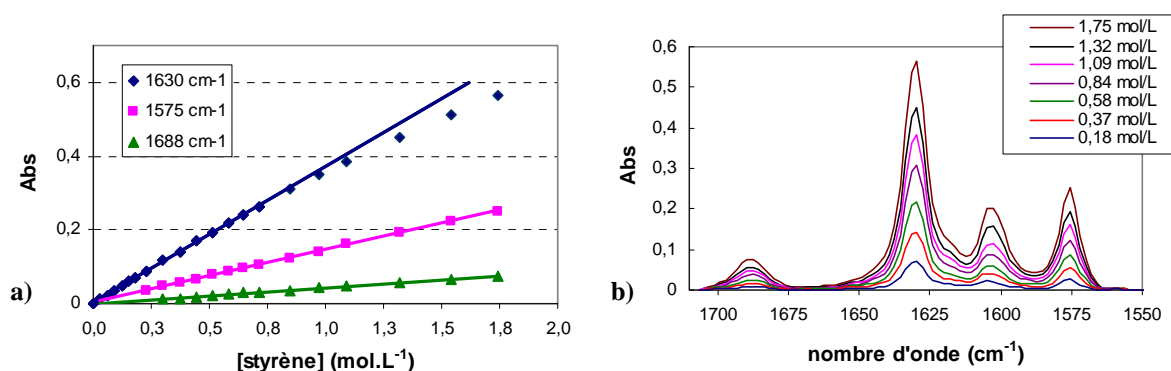 a)
Abs
0,6
0,4
0,2
0
1630 cm-1
1575 cm-1
1688 cm-1
0,0 0,3 0,5 0,8 1,0 1,3 1,5 1,8 2,0
[styrène] (mol.L⁻¹)
b)
Abs
0,6
0,5
0,4
0,3
0,2
0,1
0
1,75 mol/L
1,32 mol/L
1,09 mol/L
0,84 mol/L
0,58 mol/L
0,37 mol/L
0,18 mol/L
1700 1675 1650 1625 1600 1575 1550
nombre d'onde (cm⁻¹)